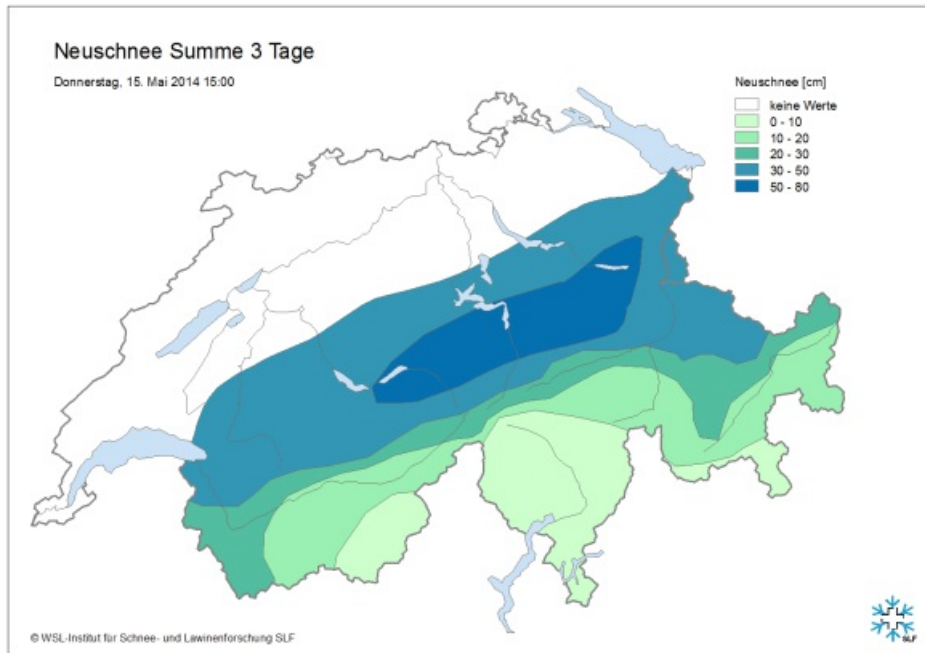 Neuschnee Summe 3 Tage
Donnerstag, 15. Mai 2014 15:00
Neuschnee [cm]
keine Werte
0 - 10
10 - 20
20 - 30
30 - 50
50 - 80
© WSL-Institut für Schnee- und Lawinenforschung SLF
SLF